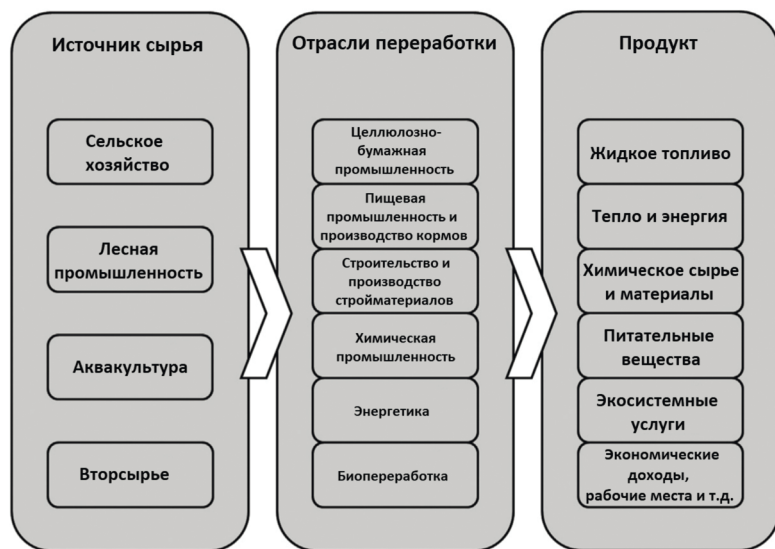 Источник сырья
Сельское
хозяйство
Лесная
промышленность
Аквакультура
Вторсырье
Отрасли переработки
Целлюлозно-
бумажная
промышленность
Пищевая
промышленность и
производство кормов
Строительство и
производство
стройматериалов
Химическая
промышленность
Энергетика
Биопереработка
Продукт
Жидкое топливо
Тепло и энергия
Химическое сырье
и материалы
Питательные
вещества
Экосистемные
услуги
Экономические
доходы,
рабочие места и т.д.